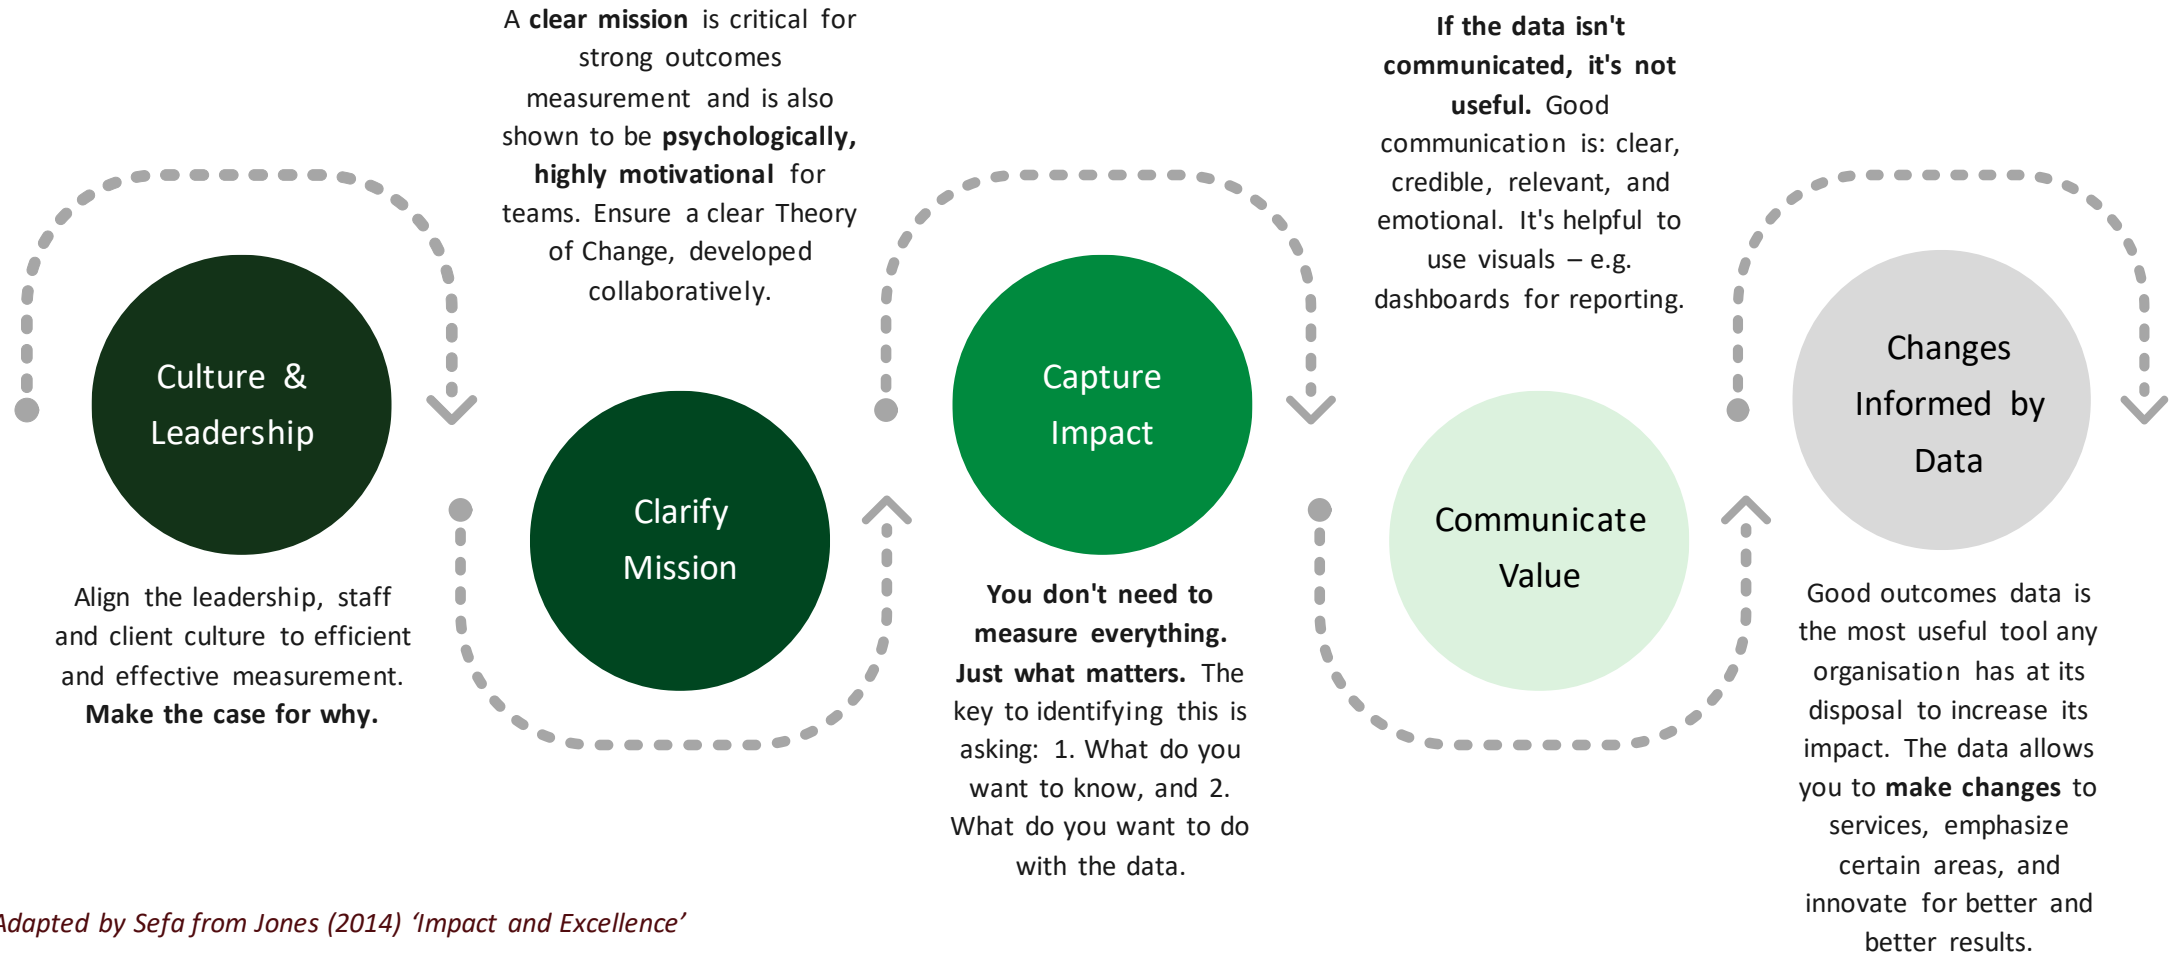 Culture &
Leadership
Align the leadership, staff
and client culture to efficient
and effective measurement.
Make the case for why.
A clear mission is critical for
strong outcomes
measurement and is also
shown to be psychologically,
highly motivational for
teams. Ensure a clear Theory
of Change, developed
collaboratively.
Clarify
Mission
Capture
Impact
You don't need to
measure everything.
Just what matters. The
key to identifying this is
asking: 1. What do you
want to know, and 2.
What do you want to do
with the data.
If the data isn't
communicated, it's not
useful. Good
communication is: clear,
credible, relevant, and
emotional. It's helpful to
use visuals – e.g.
dashboards for reporting.
Communicate
Value
Changes
Informed by
Data
Good outcomes data is
the most useful tool any
organisation has at its
disposal to increase its
impact. The data allows
you to make changes to
services, emphasize
certain areas, and
innovate for better and
better results.
Adapted by Sefa from Jones (2014) ‘Impact and Excellence’